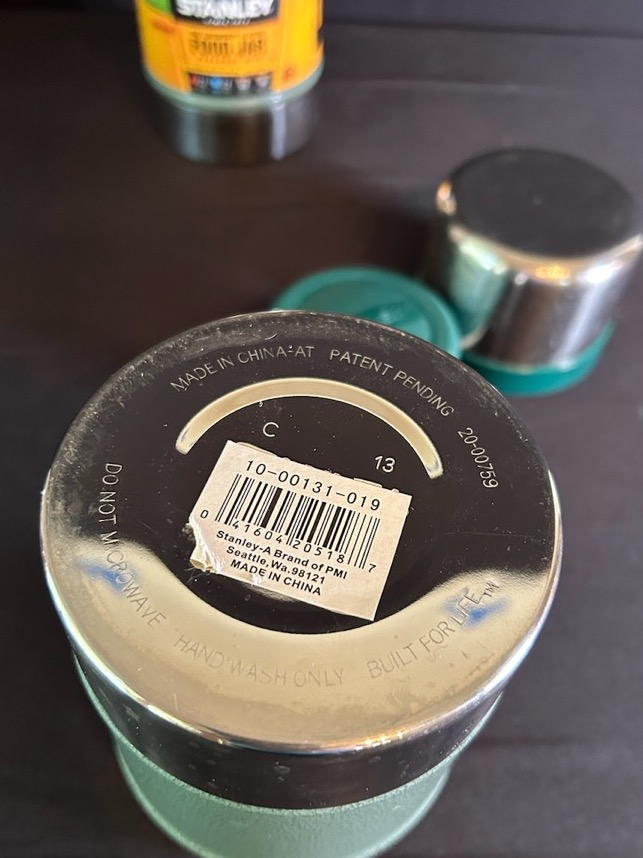 STANLEY
MADE IN CHINA-AT PATENT PENDING 20-00759
C 13
10-00131-019
0 41604 20518 7
Stanley-A Brand of PMI
Seattle,Wa.98121
MADE IN CHINA
DO NOT MICROWAVE HAND WASH ONLY BUILT FOR LIFE™